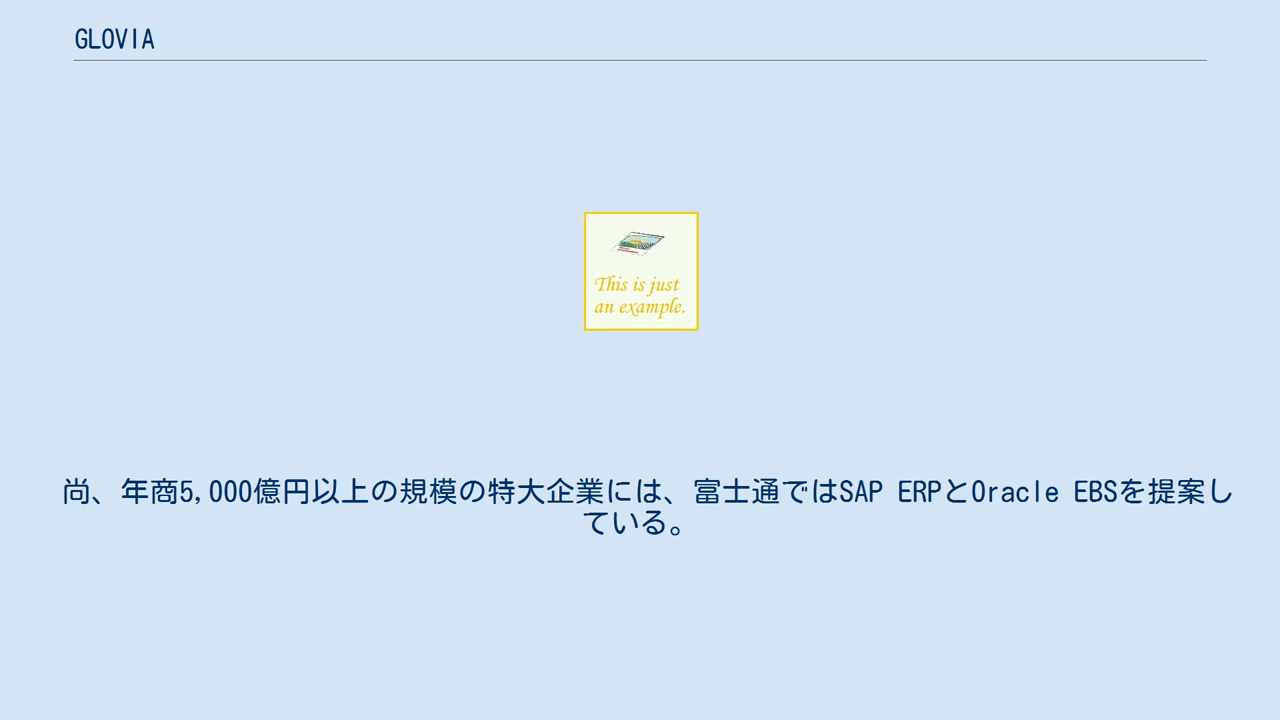 GLOVIA
This is just
an example.
尚、年商5,000億円以上の規模の特大企業には、富士通ではSAP ERPとOracle EBSを提案し
ている。